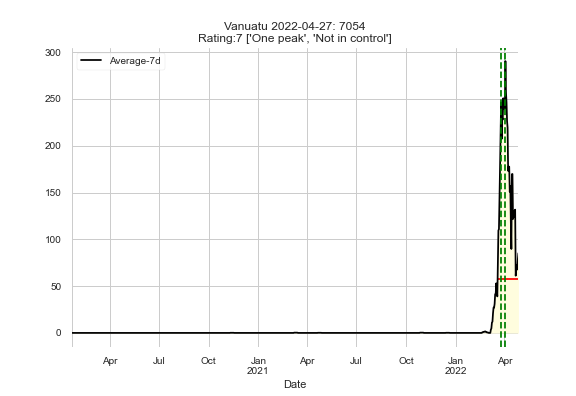 Vanuatu 2022-04-27: 7054
Rating:7 ['One peak', 'Not in control']
Average-7d
300
250
200
150
100
50
0
Apr Jul Oct Jan Apr Jul Oct Jan Apr
2021 2022
Date